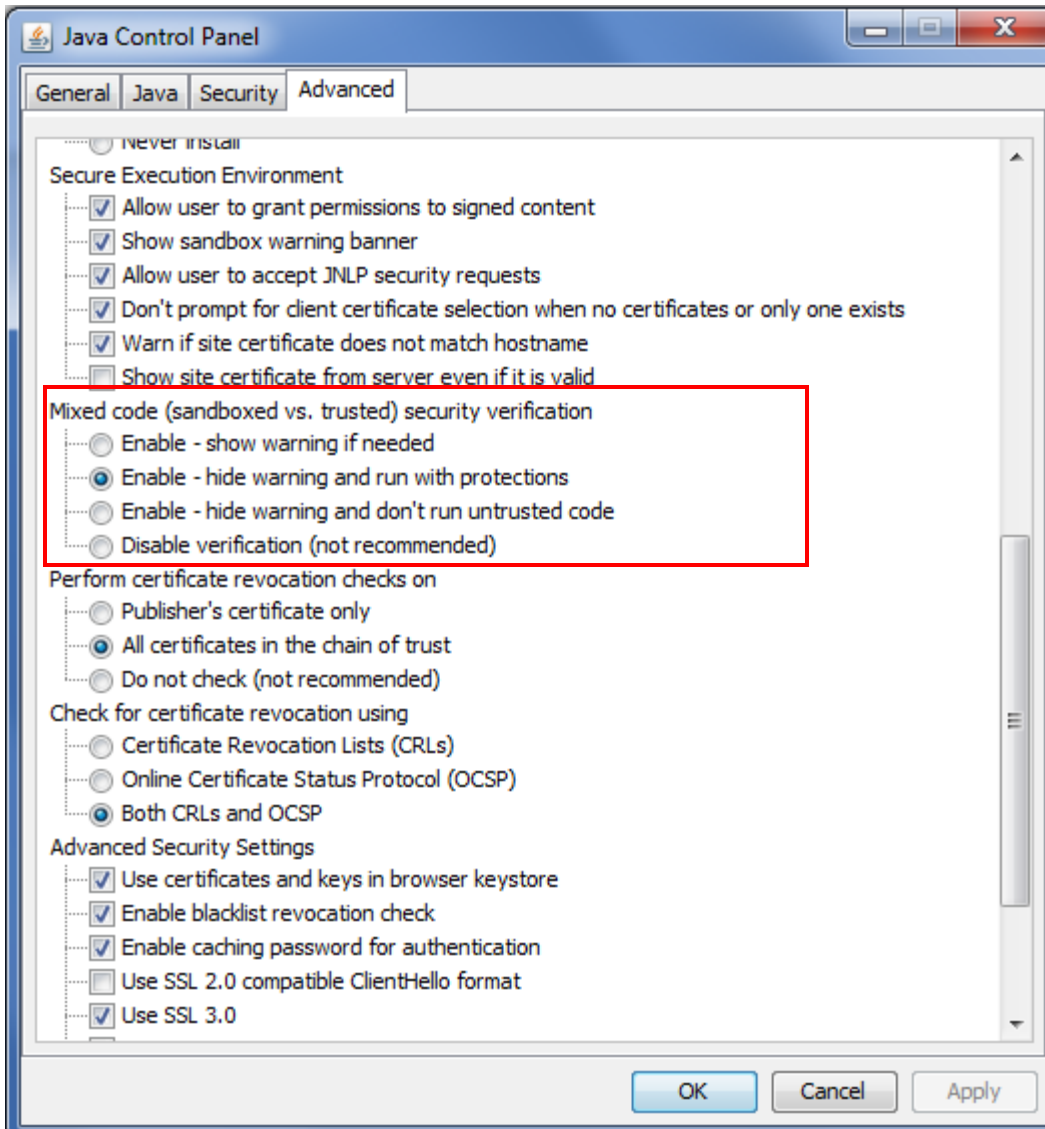 Java Control Panel
General Java Security Advanced
Never install
Secure Execution Environment
Allow user to grant permissions to signed content
Show sandbox warning banner
Allow user to accept JNLP security requests
Don't prompt for client certificate selection when no certificates or only one exists
Warn if site certificate does not match hostname
Show site certificate from server even if it is valid
Mixed code (sandboxed vs. trusted) security verification
Enable - show warning if needed
Enable - hide warning and run with protections
Enable - hide warning and don't run untrusted code
Disable verification (not recommended)
Perform certificate revocation checks on
Publisher's certificate only
All certificates in the chain of trust
Do not check (not recommended)
Check for certificate revocation using
Certificate Revocation Lists (CRLs)
Online Certificate Status Protocol (OCSP)
Both CRLs and OCSP
Advanced Security Settings
Use certificates and keys in browser keystore
Enable blacklist revocation check
Enable caching password for authentication
Use SSL 2.0 compatible ClientHello format
Use SSL 3.0
OK Cancel Apply